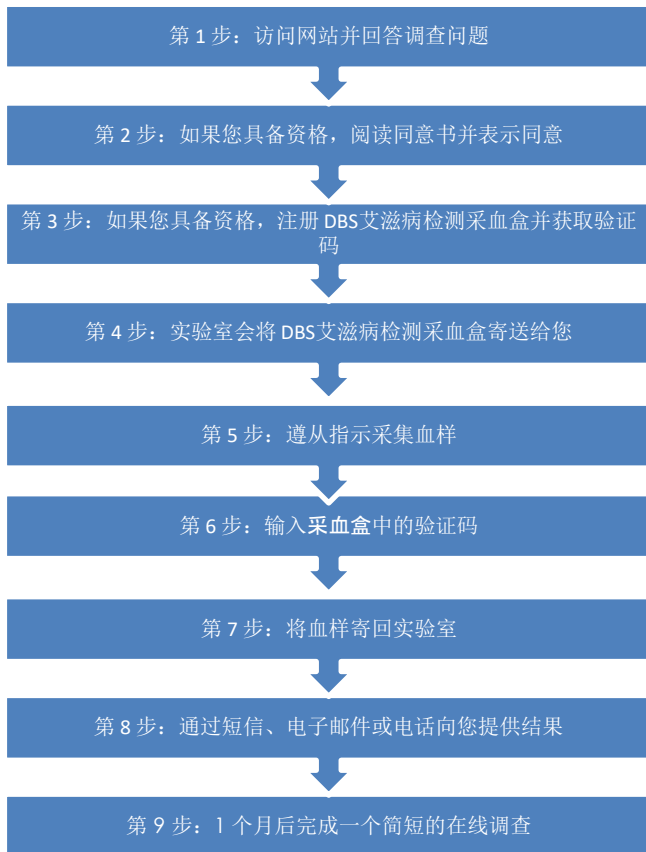 第 1 步：访问网站并回答调查问题
第 2 步：如果您具备资格，阅读同意书并表示同意
第 3 步：如果您具备资格，注册 DBS艾滋病检测采血盒并获取验证
码
第 4 步：实验室会将 DBS艾滋病检测采血盒寄送给您
第 5 步：遵从指示采集血样
第 6 步：输入采血盒中的验证码
第 7 步：将血样寄回实验室
第 8 步：通过短信、电子邮件或电话向您提供结果
第 9 步：1 个月后完成一个简短的在线调查